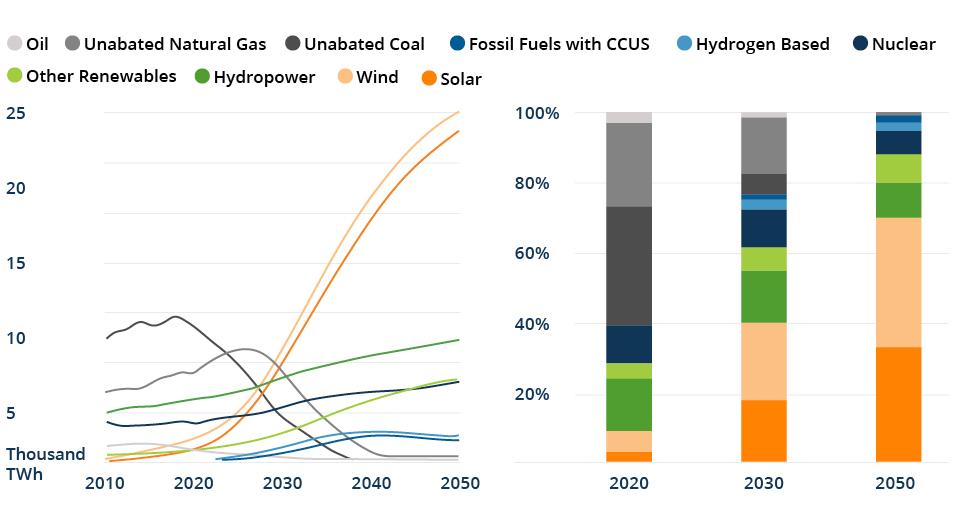 Oil Unabated Natural Gas Unabated Coal Fossil Fuels with CCUS Hydrogen Based Nuclear
Other Renewables Hydropower Wind Solar
25
20
15
10
5
Thousand
TWh
2010 2020 2030 2040 2050
100%
80%
60%
40%
20%
2020 2030 2050